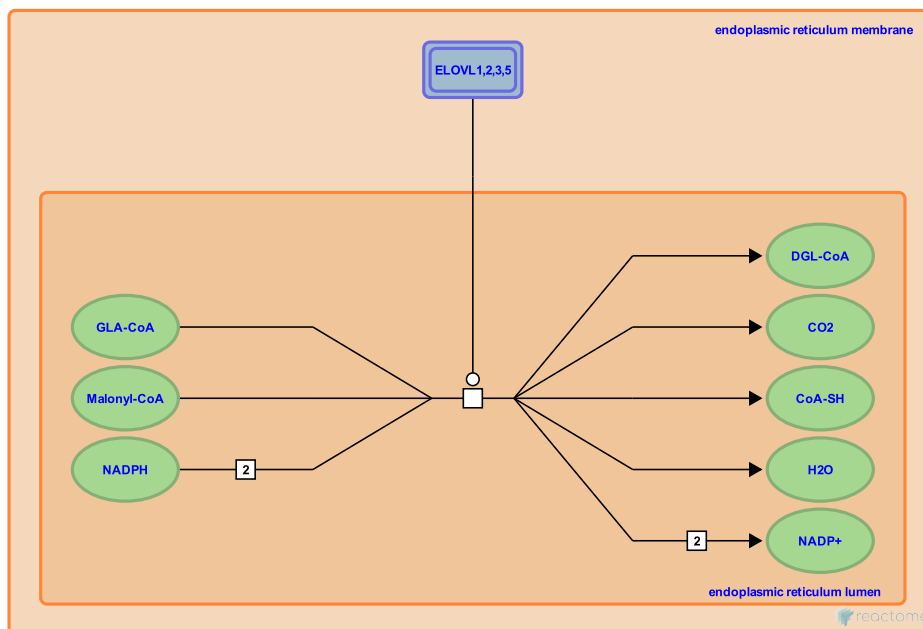 endoplasmic reticulum membrane
ELOVL1,2,3,5
DGL-CoA
GLA-CoA
CO2
Malonyl-CoA
CoA-SH
NADPH
2
H2O
2
NADP+
endoplasmic reticulum lumen
reactome